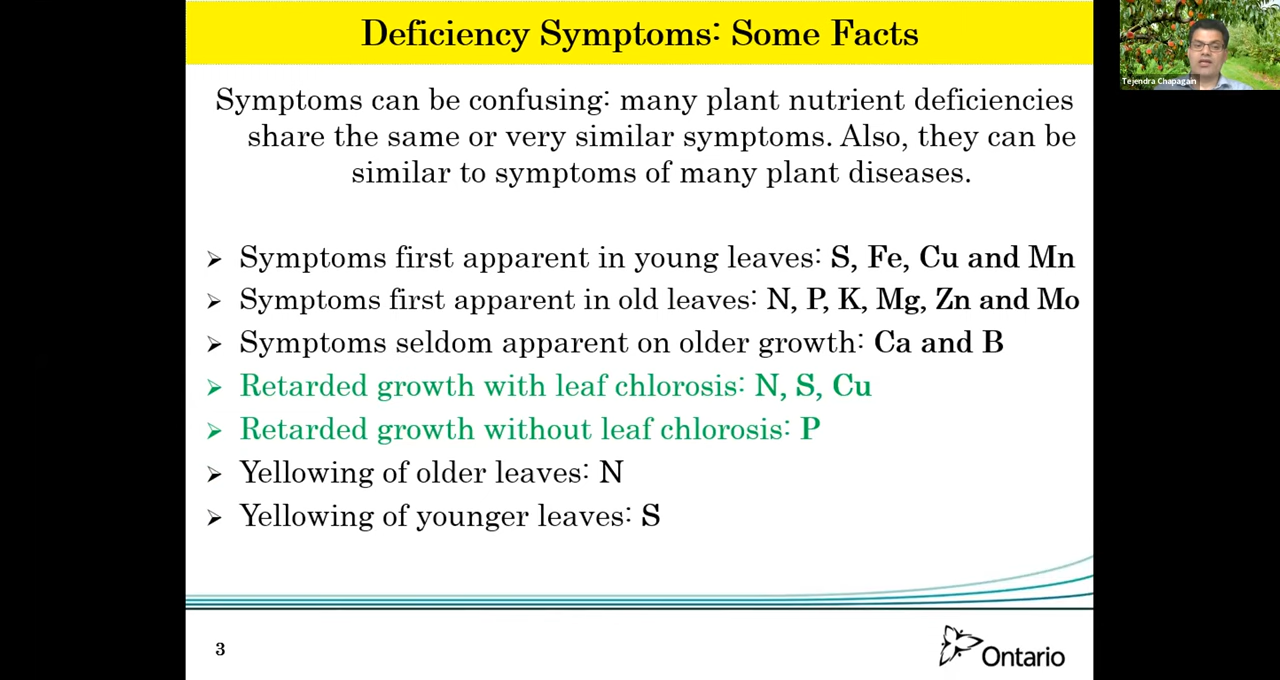 Deficiency Symptoms: Some Facts
Tejendra Chapagain
Symptoms can be confusing: many plant nutrient deficiencies
share the same or very similar symptoms. Also, they can be
similar to symptoms of many plant diseases.
➢ Symptoms first apparent in young leaves: S, Fe, Cu and Mn
➢ Symptoms first apparent in old leaves: N, P, K, Mg, Zn and Mo
➢ Symptoms seldom apparent on older growth: Ca and B
➢ Retarded growth with leaf chlorosis: N, S, Cu
➢ Retarded growth without leaf chlorosis: P
➢ Yellowing of older leaves: N
➢ Yellowing of younger leaves: S
3
Ontario